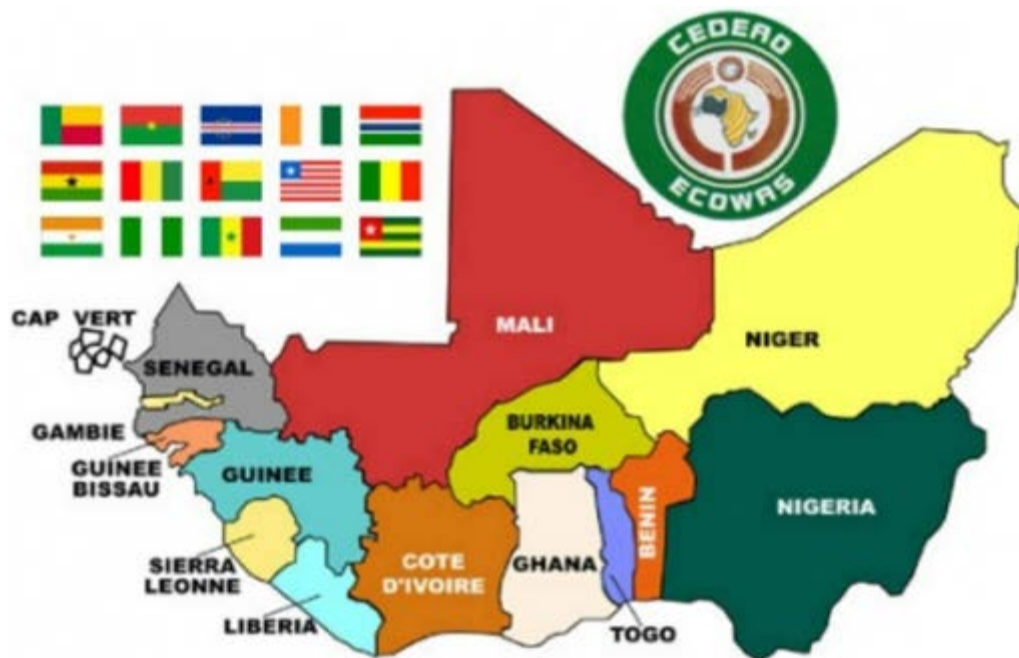 CEDEAO
ECOWAS
MALI
NIGER
CAP VERT
SENEGAL
GAMBIE
GUINEE
BISSAU
GUINEE
BURKINA
FASO
NIGERIA
BENIN
SIERRA
LEONNE
COTE
D'IVOIRE
GHANA
LIBERIA
TOGO